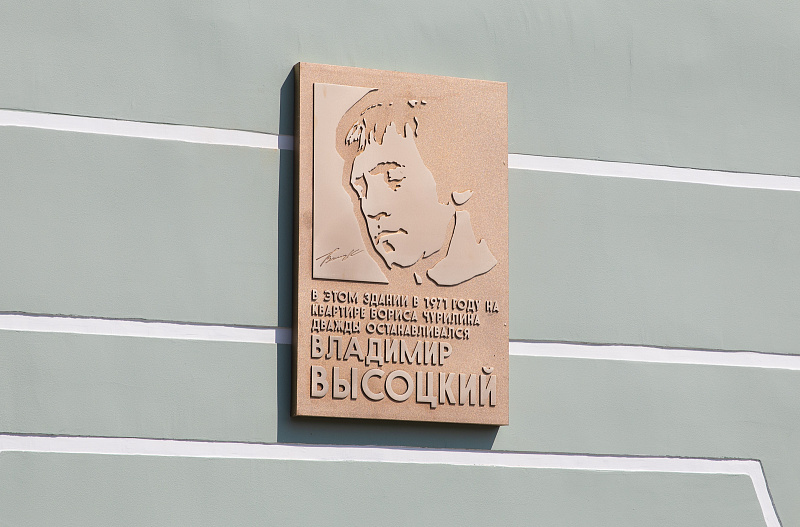 В ЭТОМ ЗДАНИИ В 1971 ГОДУ НА
КВАРТИРЕ БОРИСА ЧУРИЛИНА
ДВАЖДЫ ОСТАНАВЛИВАЛСЯ
ВЛАДИМИР
ВЫСОЦКИЙ